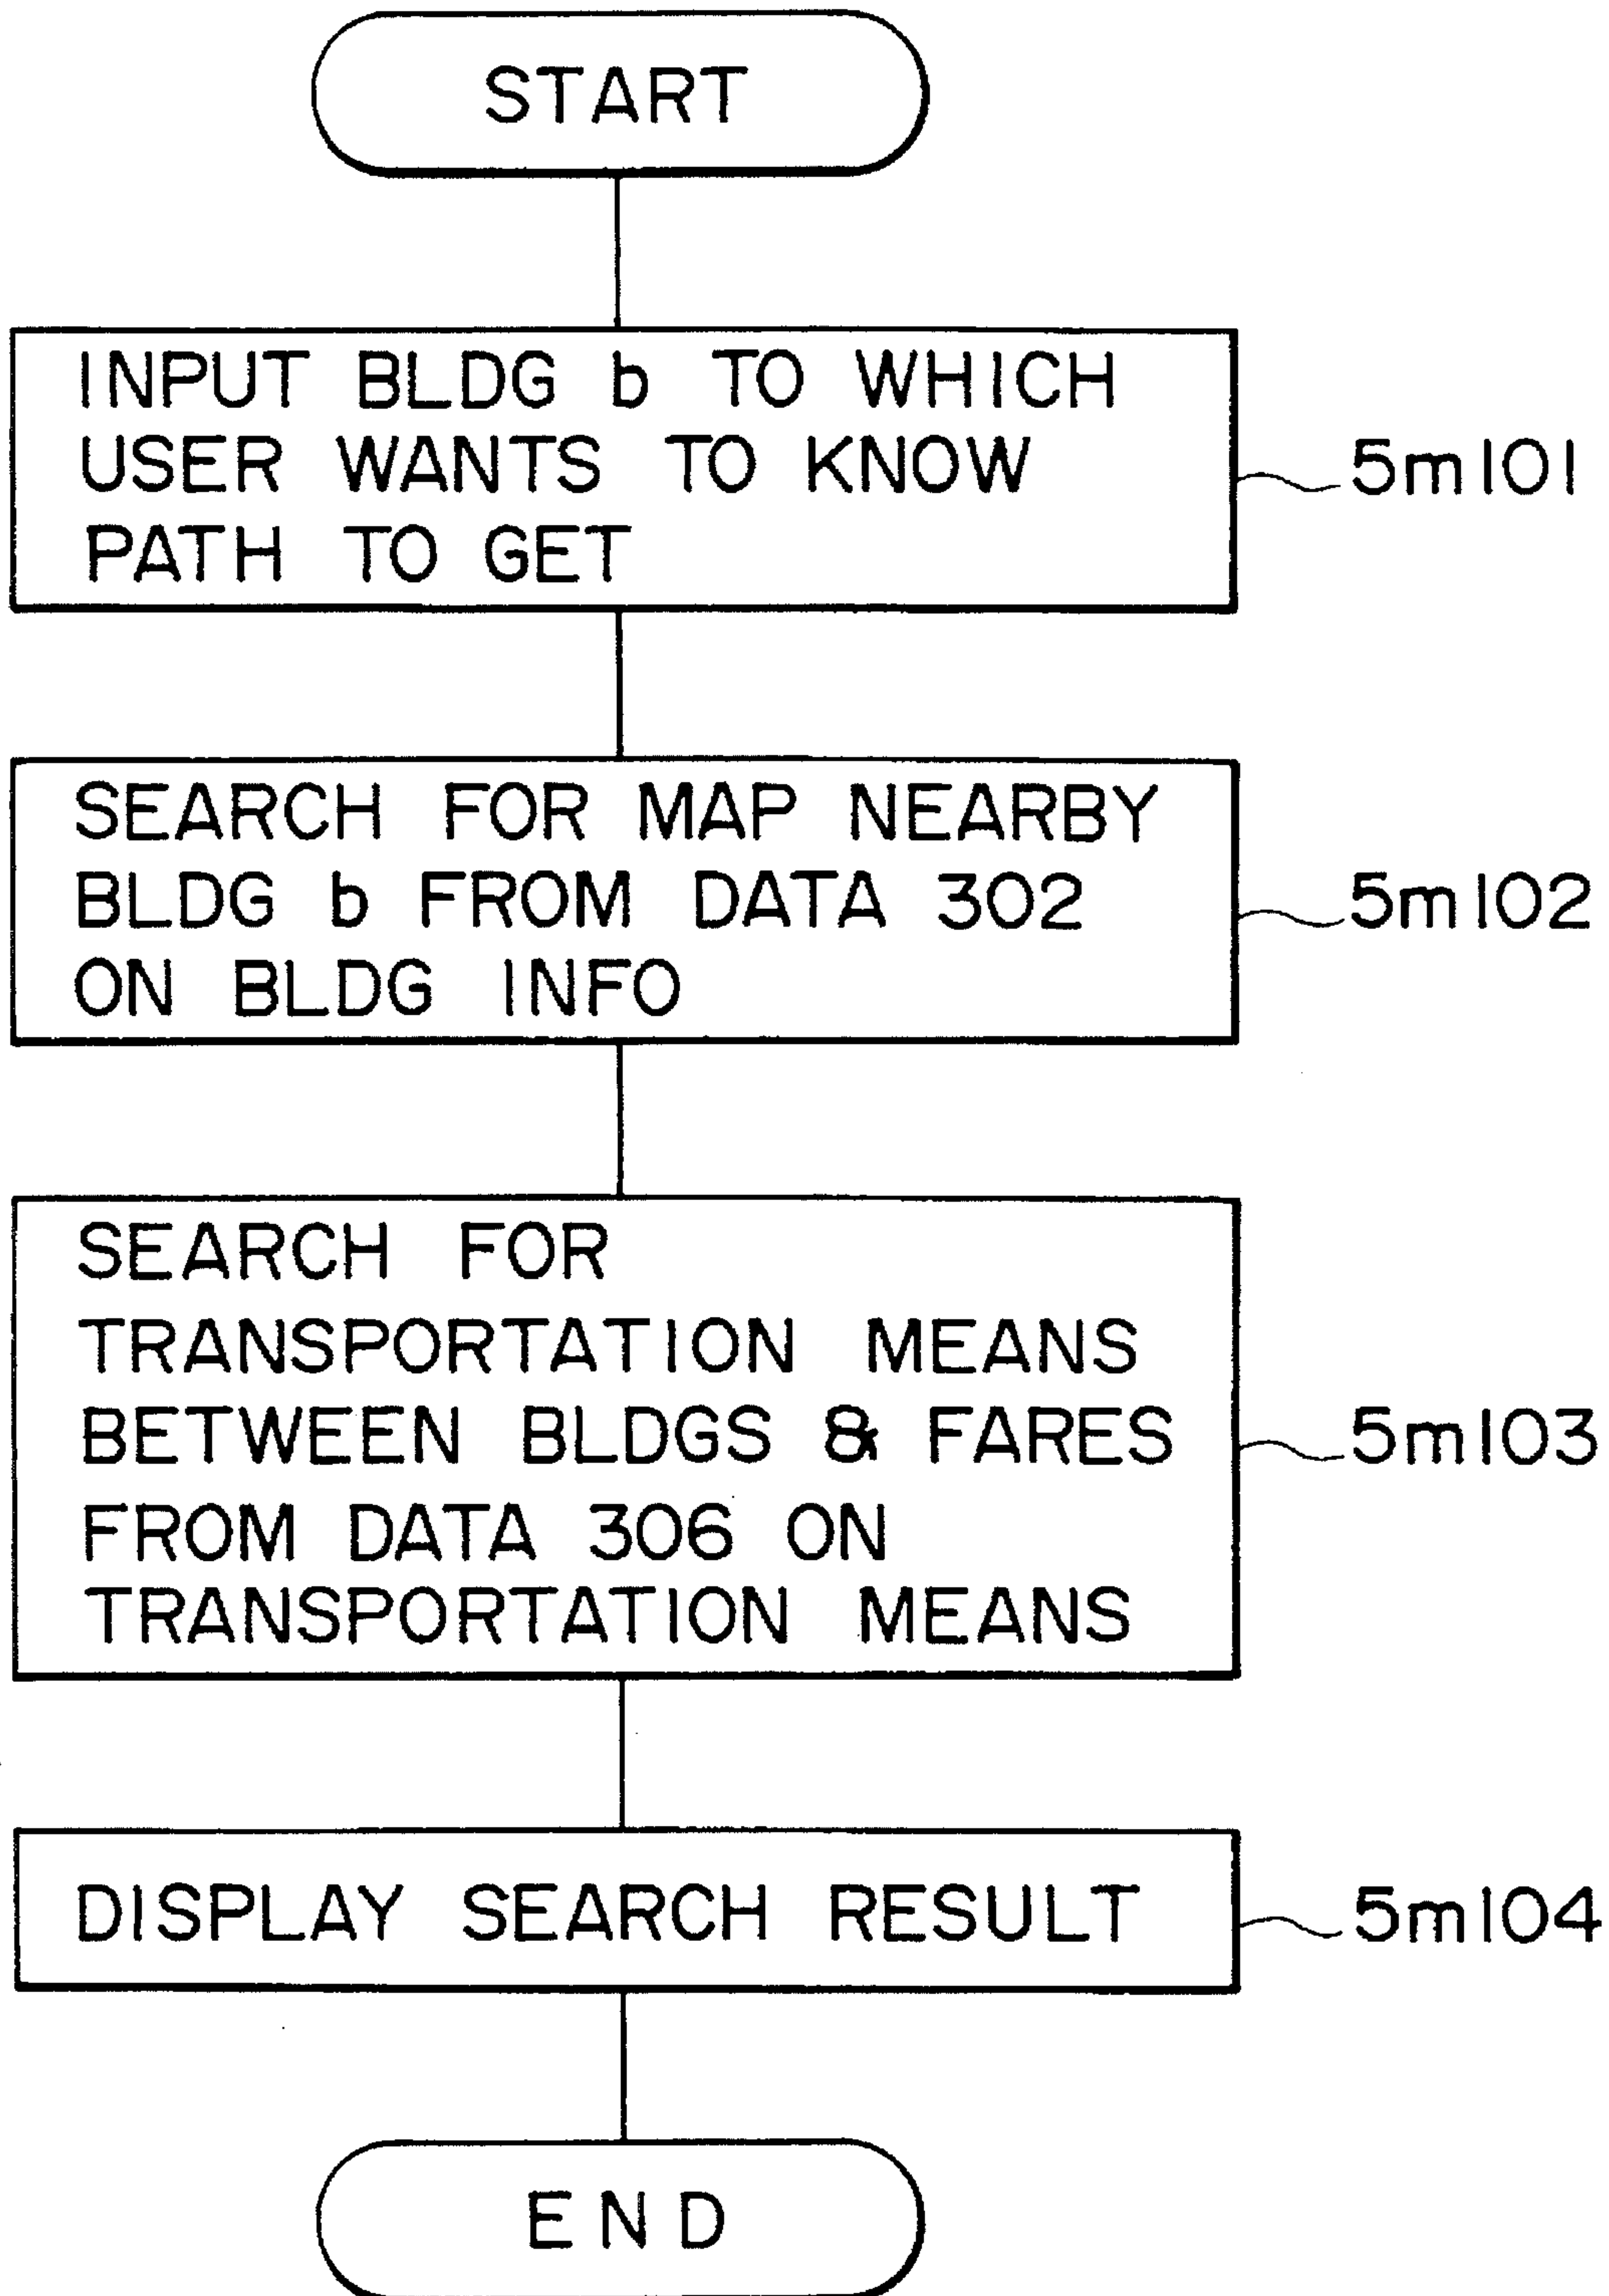 START
INPUT BLDG b TO WHICH
USER WANTS TO KNOW
PATH TO GET
5m101
SEARCH FOR MAP NEARBY
BLDG b FROM DATA 302
ON BLDG INFO
5m102
SEARCH FOR
TRANSPORTATION MEANS
BETWEEN BLDGS & FARES
FROM DATA 306 ON
TRANSPORTATION MEANS
5m103
DISPLAY SEARCH RESULT
5m104
END